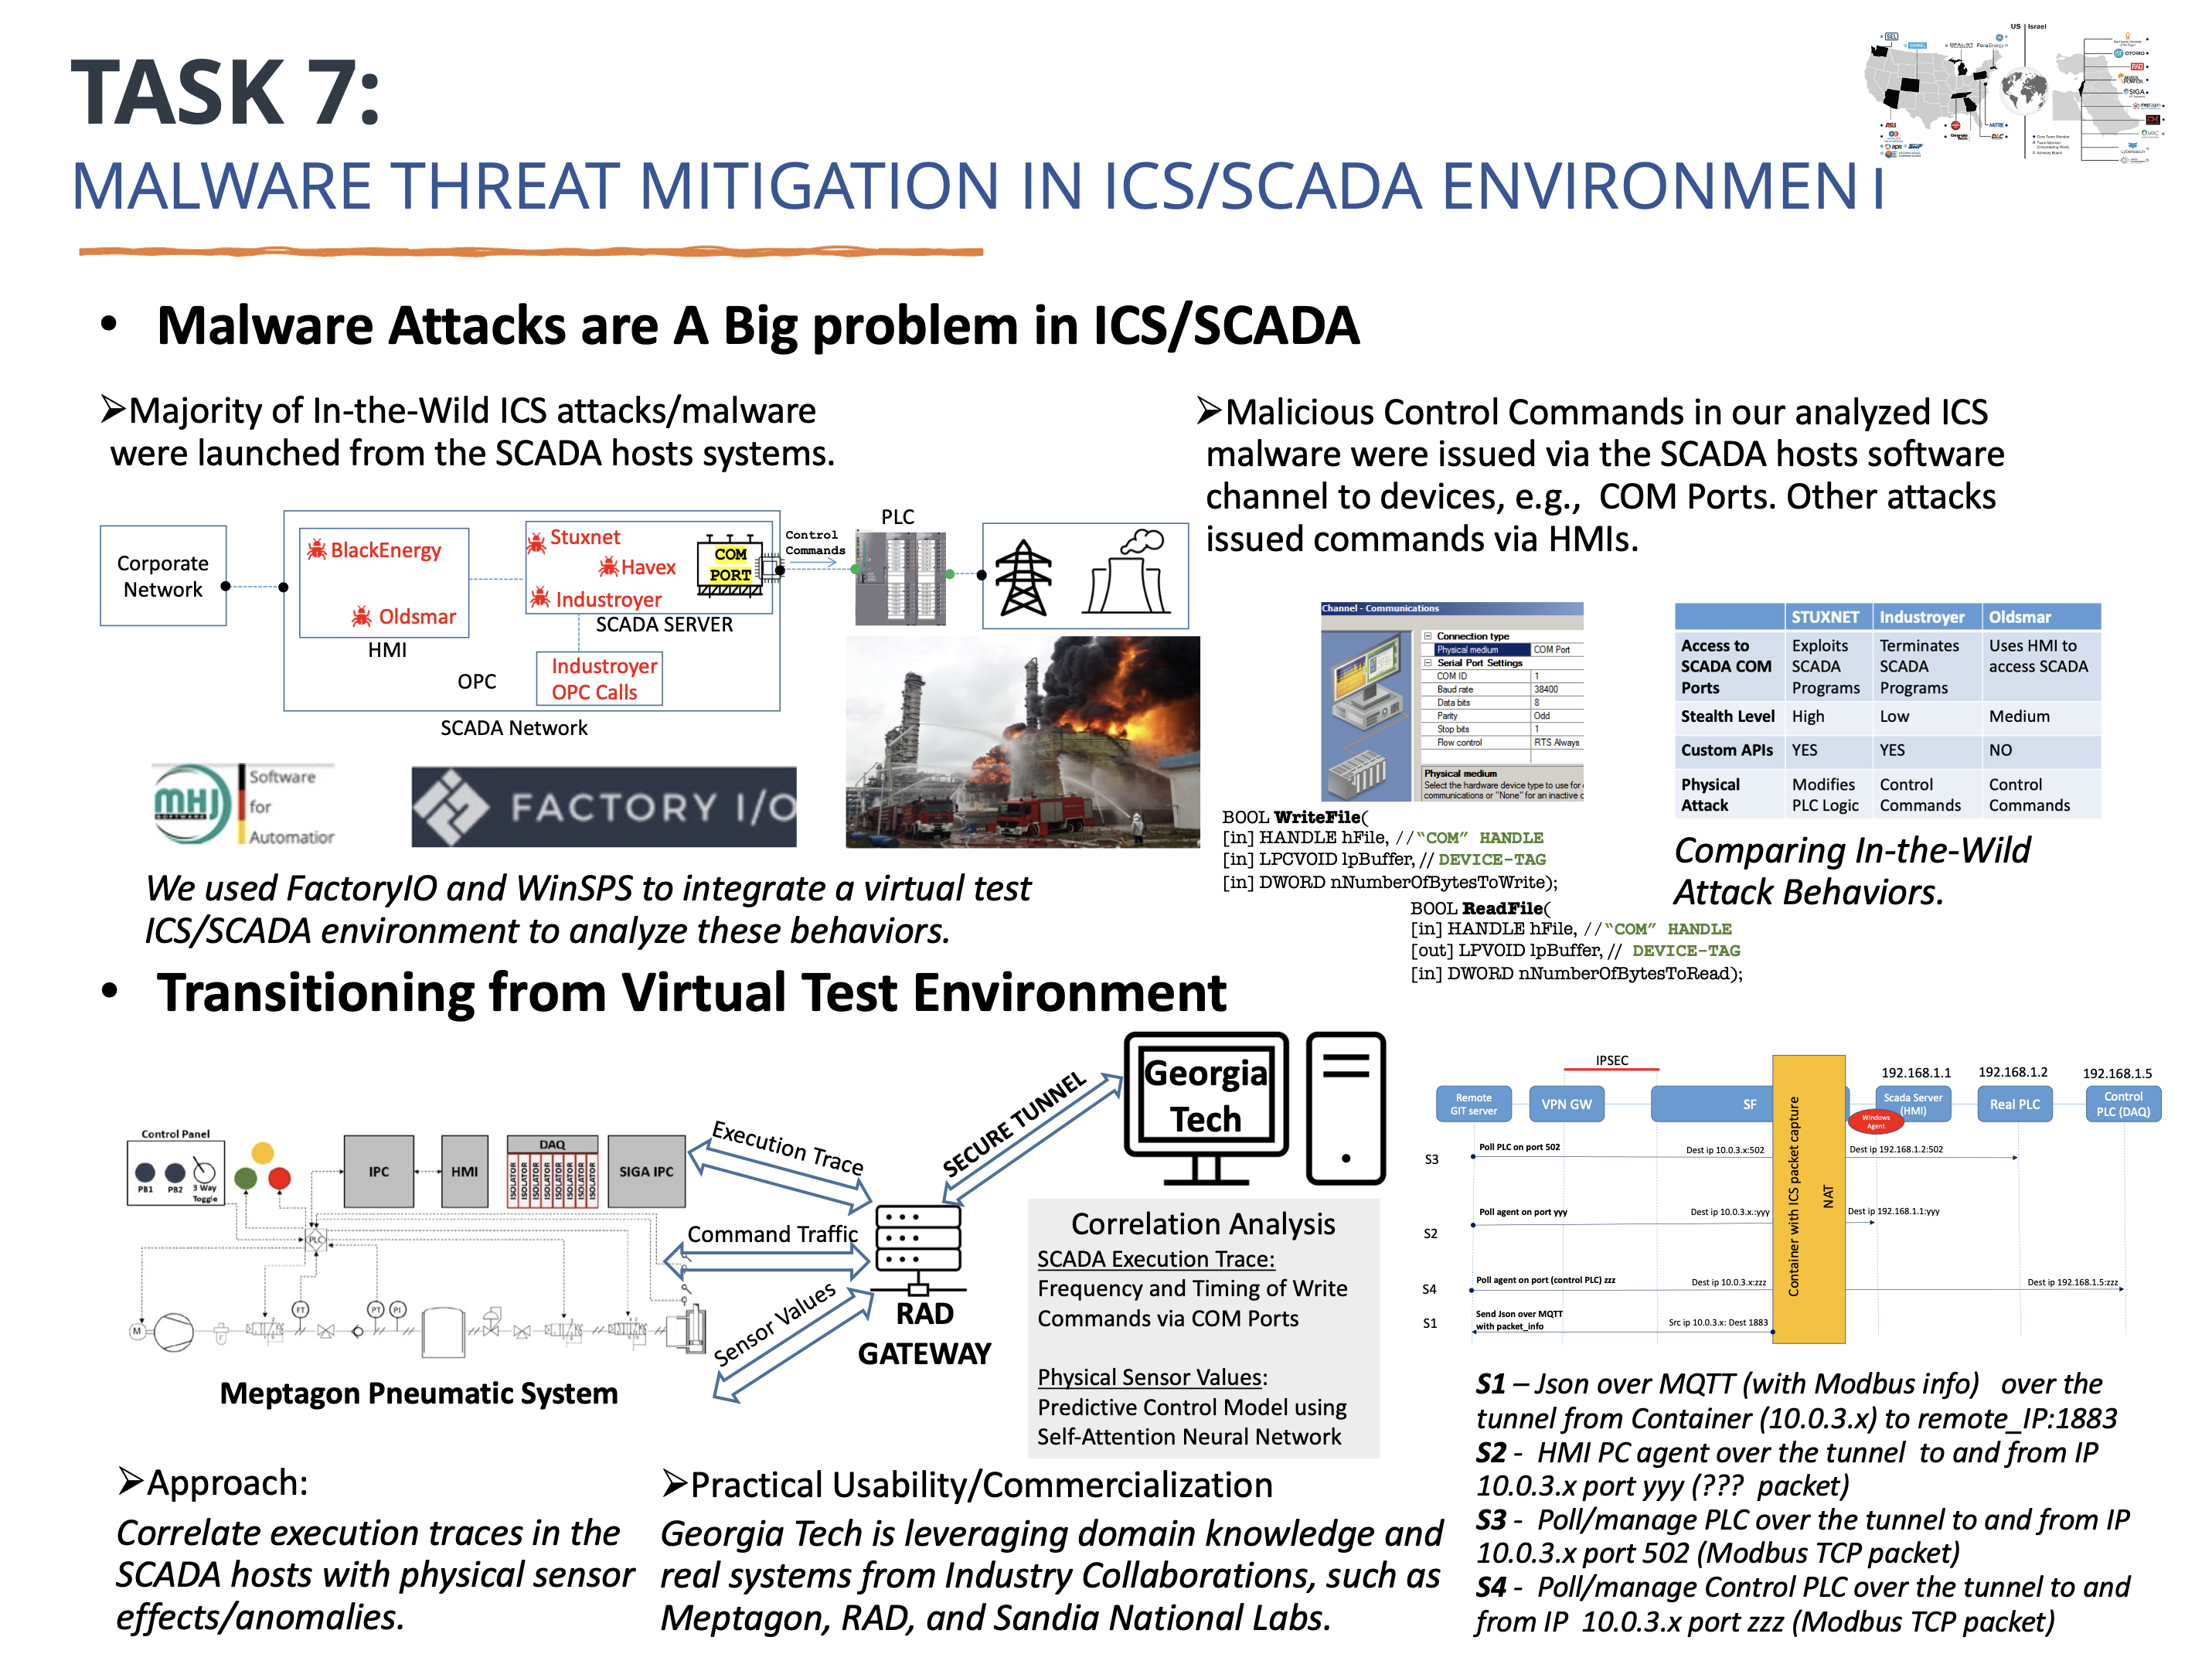 US | Israel
TASK 7:
MALWARE THREAT MITIGATION IN ICS/SCADA ENVIRONMENT
• Malware Attacks are A Big problem in ICS/SCADA
➢Majority of In-the-Wild ICS attacks/malware
were launched from the SCADA hosts systems.
Corporate
Network
BlackEnergy
Oldsmar
HMI
Stuxnet
Havex
Industroyer
COM
PORT
SCADA SERVER
Industroyer
OPC Calls
OPC
SCADA Network
Control
Commands
PLC
MHJ
SOFTWARE
Software
for
Automation
FACTORY I/O
We used FactoryIO and WinSPS to integrate a virtual test
ICS/SCADA environment to analyze these behaviors.
➢Malicious Control Commands in our analyzed ICS
malware were issued via the SCADA hosts software
channel to devices, e.g., COM Ports. Other attacks
issued commands via HMIs.
Channel - Communications
Connection type
Physical medium COM Port
Serial Port Settings
COM ID 1
Baud rate 38400
Data bits 8
Parity Odd
Stop bits 1
Flow control RTS Always
Physical medium
Select the hardware device type to use for
communications or "None" for an inactive c
BOOL WriteFile(
[in] HANDLE hFile, //“COM” HANDLE
[in] LPCVOID lpBuffer, // DEVICE-TAG
[in] DWORD nNumberOfBytesToWrite);
BOOL ReadFile(
[in] HANDLE hFile, //“COM” HANDLE
[out] LPVOID lpBuffer, // DEVICE-TAG
[in] DWORD nNumberOfBytesToRead);
STUXNET Industroyer Oldsmar
Access to SCADA COM Ports Exploits SCADA Programs Terminates SCADA Programs Uses HMI to access SCADA
Stealth Level High Low Medium
Custom APIs YES YES NO
Physical Attack Modifies PLC Logic Control Commands Control Commands
Comparing In-the-Wild
Attack Behaviors.
• Transitioning from Virtual Test Environment
Control Panel
PB1 PB2 3 Way
Toggle
IPC
HMI
DAQ
ISOLATOR ISOLATOR ISOLATOR ISOLATOR ISOLATOR ISOLATOR ISOLATOR ISOLATOR
SIGA IPC
PLC
M
F
FT
PT
PI
Meptagon Pneumatic System
Execution Trace
Command Traffic
Sensor Values
SECURE TUNNEL
RAD
GATEWAY
Georgia
Tech
Correlation Analysis
SCADA Execution Trace:
Frequency and Timing of Write
Commands via COM Ports
Physical Sensor Values:
Predictive Control Model using
Self-Attention Neural Network
IPSEC
192.168.1.1
192.168.1.2
192.168.1.5
Remote
GIT server
VPN GW
SF
Scada Server
(HMI)
Windows
Agent
Real PLC
Control
PLC (DAQ)
Container with ICS packet capture
NAT
S3
Poll PLC on port 502
Dest ip 10.0.3.x:502
Dest ip 192.168.1.2:502
S2
Poll agent on port yyy
Dest ip 10.0.3.x.:yyy
Dest ip 192.168.1.1:yyy
S4
Poll agent on port (control PLC) zzz
Dest ip 10.0.3.x:zzz
Dest ip 192.168.1.5:zzz
S1
Send Json over MQTT
with packet_info
Src ip 10.0.3.x: Dest 1883
➢Approach:
Correlate execution traces in the
SCADA hosts with physical sensor
effects/anomalies.
➢Practical Usability/Commercialization
Georgia Tech is leveraging domain knowledge and
real systems from Industry Collaborations, such as
Meptagon, RAD, and Sandia National Labs.
S1 – Json over MQTT (with Modbus info) over the
tunnel from Container (10.0.3.x) to remote_IP:1883
S2 - HMI PC agent over the tunnel to and from IP
10.0.3.x port yyy (??? packet)
S3 - Poll/manage PLC over the tunnel to and from IP
10.0.3.x port 502 (Modbus TCP packet)
S4 - Poll/manage Control PLC over the tunnel to and
from IP 10.0.3.x port zzz (Modbus TCP packet)